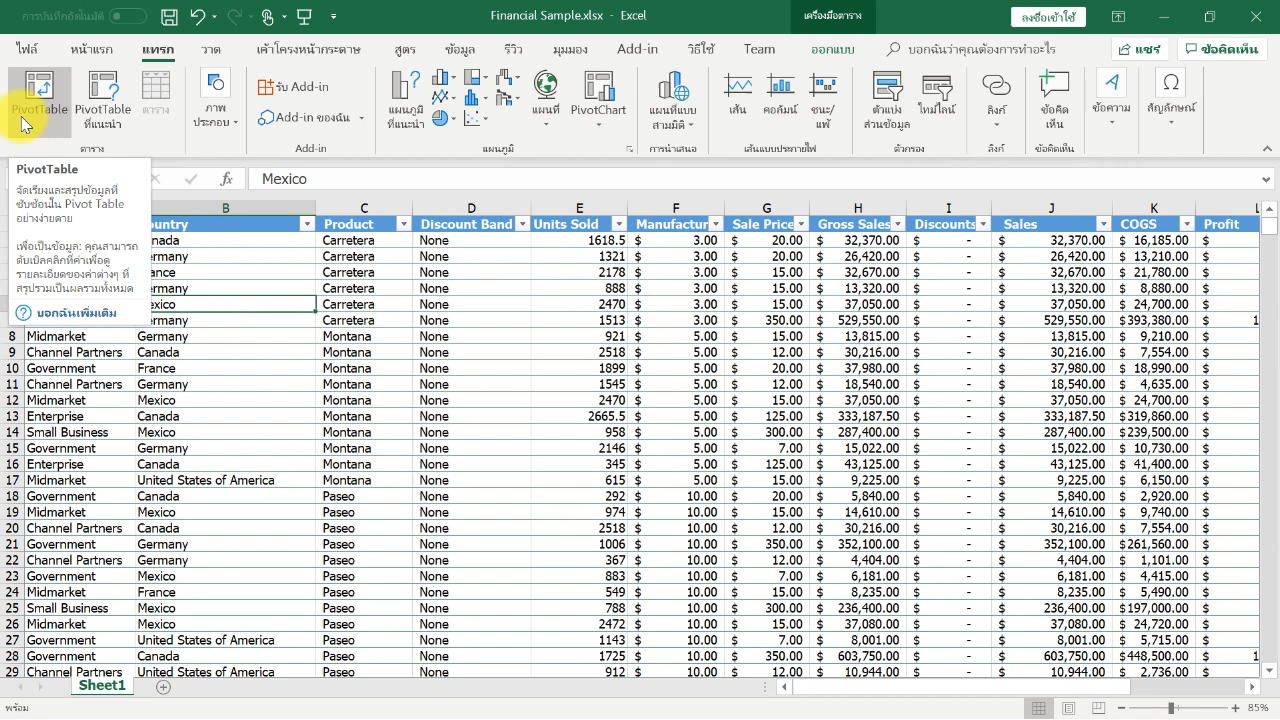 การบันทึกอัตโนมัติ
Financial Sample.xlsx - Excel
เครื่องมือตาราง
ลงชื่อเข้าใช้
ไฟล์ หน้าแรก แทรก วาด เค้าโครงหน้ากระดาษ สูตร ข้อมูล รีวิว มุมมอง Add-in วิธีใช้ Team ออกแบบ บอกฉันว่าคุณต้องการทำอะไร แชร์ ข้อคิดเห็น
PivotTable PivotTable ที่แนะนำ ตาราง
ภาพประกอบ
รับ Add-in
Add-in ของฉัน
แผนภูมิที่แนะนำ
แผนที่ PivotChart
แผนที่แบบสามมิติ
เส้น คอลัมน์ ชนะ/แพ้
ตัวแบ่งส่วนข้อมูล ไทม์ไลน์
ลิงก์
ข้อคิดเห็น
ข้อความ
สัญลักษณ์
ตาราง Add-in แผนภูมิ การนำเสนอ เส้นแบบประกายไฟ ตัวกรอง ลิงก์ ข้อคิดเห็น
fx Mexico
PivotTable
จัดเรียงและสรุปข้อมูลที่
ซับซ้อนใน Pivot Table
อย่างง่ายดาย
เพื่อเป็นข้อมูล: คุณสามารถ
ดับเบิลคลิกที่ค่าเพื่อดู
รายละเอียดของค่าต่างๆ ที่
สรุปรวมเป็นผลรวมทั้งหมด
บอกฉันเพิ่มเติม
B C D E F G H I J K L
ountry Product Discount Band Units Sold Manufactur Sale Price Gross Sales Discounts Sales COGS Profit
nada Carretera None 1618.5 $ 3.00 $ 20.00 $ 32,370.00 $ - $ 32,370.00 $ 16,185.00 $
rmany Carretera None 1321 $ 3.00 $ 20.00 $ 26,420.00 $ - $ 26,420.00 $ 13,210.00 $
ance Carretera None 2178 $ 3.00 $ 15.00 $ 32,670.00 $ - $ 32,670.00 $ 21,780.00 $
rmany Carretera None 888 $ 3.00 $ 15.00 $ 13,320.00 $ - $ 13,320.00 $ 8,880.00 $
exico Carretera None 2470 $ 3.00 $ 15.00 $ 37,050.00 $ - $ 37,050.00 $ 24,700.00 $
rmany Carretera None 1513 $ 3.00 $ 350.00 $ 529,550.00 $ - $ 529,550.00 $393,380.00 $ 1
8 Midmarket Germany Montana None 921 $ 5.00 $ 15.00 $ 13,815.00 $ - $ 13,815.00 $ 9,210.00 $
9 Channel Partners Canada Montana None 2518 $ 5.00 $ 12.00 $ 30,216.00 $ - $ 30,216.00 $ 7,554.00 $
10 Government France Montana None 1899 $ 5.00 $ 20.00 $ 37,980.00 $ - $ 37,980.00 $ 18,990.00 $
11 Channel Partners Germany Montana None 1545 $ 5.00 $ 12.00 $ 18,540.00 $ - $ 18,540.00 $ 4,635.00 $
12 Midmarket Mexico Montana None 2470 $ 5.00 $ 15.00 $ 37,050.00 $ - $ 37,050.00 $ 24,700.00 $
13 Enterprise Canada Montana None 2665.5 $ 5.00 $ 125.00 $ 333,187.50 $ - $ 333,187.50 $319,860.00 $
14 Small Business Mexico Montana None 958 $ 5.00 $ 300.00 $ 287,400.00 $ - $ 287,400.00 $239,500.00 $
15 Government Germany Montana None 2146 $ 5.00 $ 7.00 $ 15,022.00 $ - $ 15,022.00 $ 10,730.00 $
16 Enterprise Canada Montana None 345 $ 5.00 $ 125.00 $ 43,125.00 $ - $ 43,125.00 $ 41,400.00 $
17 Midmarket United States of America Montana None 615 $ 5.00 $ 15.00 $ 9,225.00 $ - $ 9,225.00 $ 6,150.00 $
18 Government Canada Paseo None 292 $ 10.00 $ 20.00 $ 5,840.00 $ - $ 5,840.00 $ 2,920.00 $
19 Midmarket Mexico Paseo None 974 $ 10.00 $ 15.00 $ 14,610.00 $ - $ 14,610.00 $ 9,740.00 $
20 Channel Partners Canada Paseo None 2518 $ 10.00 $ 12.00 $ 30,216.00 $ - $ 30,216.00 $ 7,554.00 $
21 Government Germany Paseo None 1006 $ 10.00 $ 350.00 $ 352,100.00 $ - $ 352,100.00 $261,560.00 $
22 Channel Partners Germany Paseo None 367 $ 10.00 $ 12.00 $ 4,404.00 $ - $ 4,404.00 $ 1,101.00 $
23 Government Mexico Paseo None 883 $ 10.00 $ 7.00 $ 6,181.00 $ - $ 6,181.00 $ 4,415.00 $
24 Midmarket France Paseo None 549 $ 10.00 $ 15.00 $ 8,235.00 $ - $ 8,235.00 $ 5,490.00 $
25 Small Business Mexico Paseo None 788 $ 10.00 $ 300.00 $ 236,400.00 $ - $ 236,400.00 $197,000.00 $
26 Midmarket Mexico Paseo None 2472 $ 10.00 $ 15.00 $ 37,080.00 $ - $ 37,080.00 $ 24,720.00 $
27 Government United States of America Paseo None 1143 $ 10.00 $ 7.00 $ 8,001.00 $ - $ 8,001.00 $ 5,715.00 $
28 Government Canada Paseo None 1725 $ 10.00 $ 350.00 $ 603,750.00 $ - $ 603,750.00 $448,500.00 $ 1
29 Channel Partners United States of America Paseo None 912 $ 10.00 $ 12.00 $ 10,944.00 $ - $ 10,944.00 $ 2,736.00 $
Sheet1
พร้อม
85%